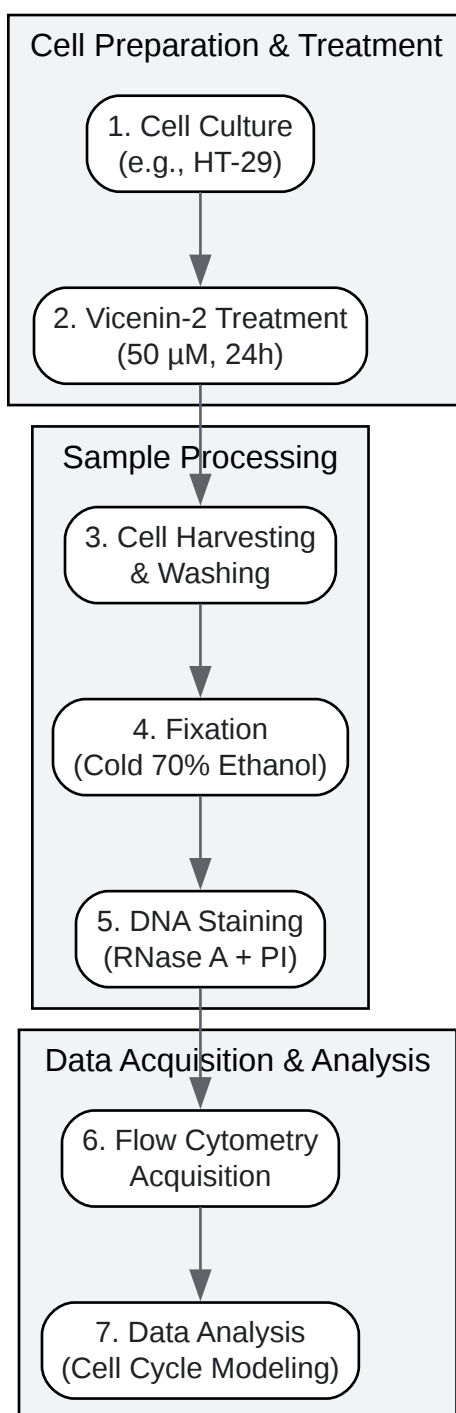 Cell Preparation & Treatment
1. Cell Culture
(e.g., HT-29)
2. Vicenin-2 Treatment
(50 µM, 24h)
Sample Processing
3. Cell Harvesting
& Washing
4. Fixation
(Cold 70% Ethanol)
5. DNA Staining
(RNase A + PI)
Data Acquisition & Analysis
6. Flow Cytometry
Acquisition
7. Data Analysis
(Cell Cycle Modeling)